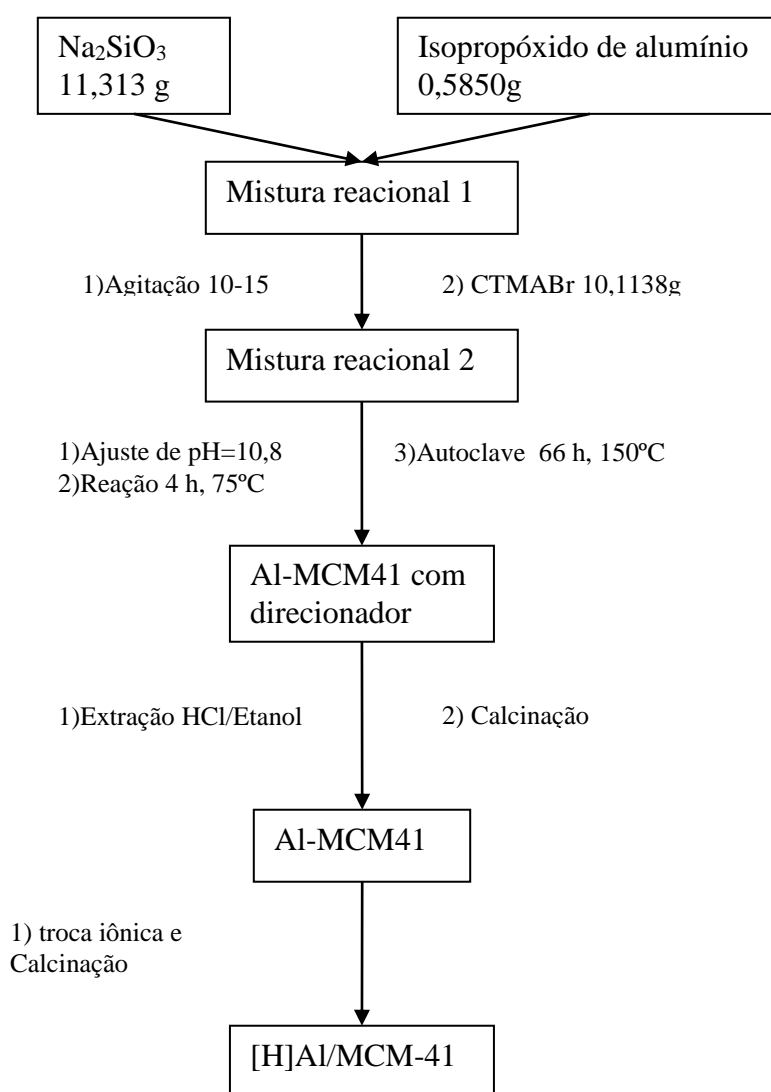 Na₂SiO₃
11,313 g
Isopropóxido de alumínio
0,5850g
Mistura reacional 1
1)Agitação 10-15
2) CTMABr 10,1138g
Mistura reacional 2
1)Ajuste de pH=10,8
2)Reação 4 h, 75ºC
3)Autoclave 66 h, 150ºC
Al-MCM41 com
direcionador
1)Extração HCl/Etanol
2) Calcinação
Al-MCM41
1) troca iônica e
Calcinação
[H]Al/MCM-41